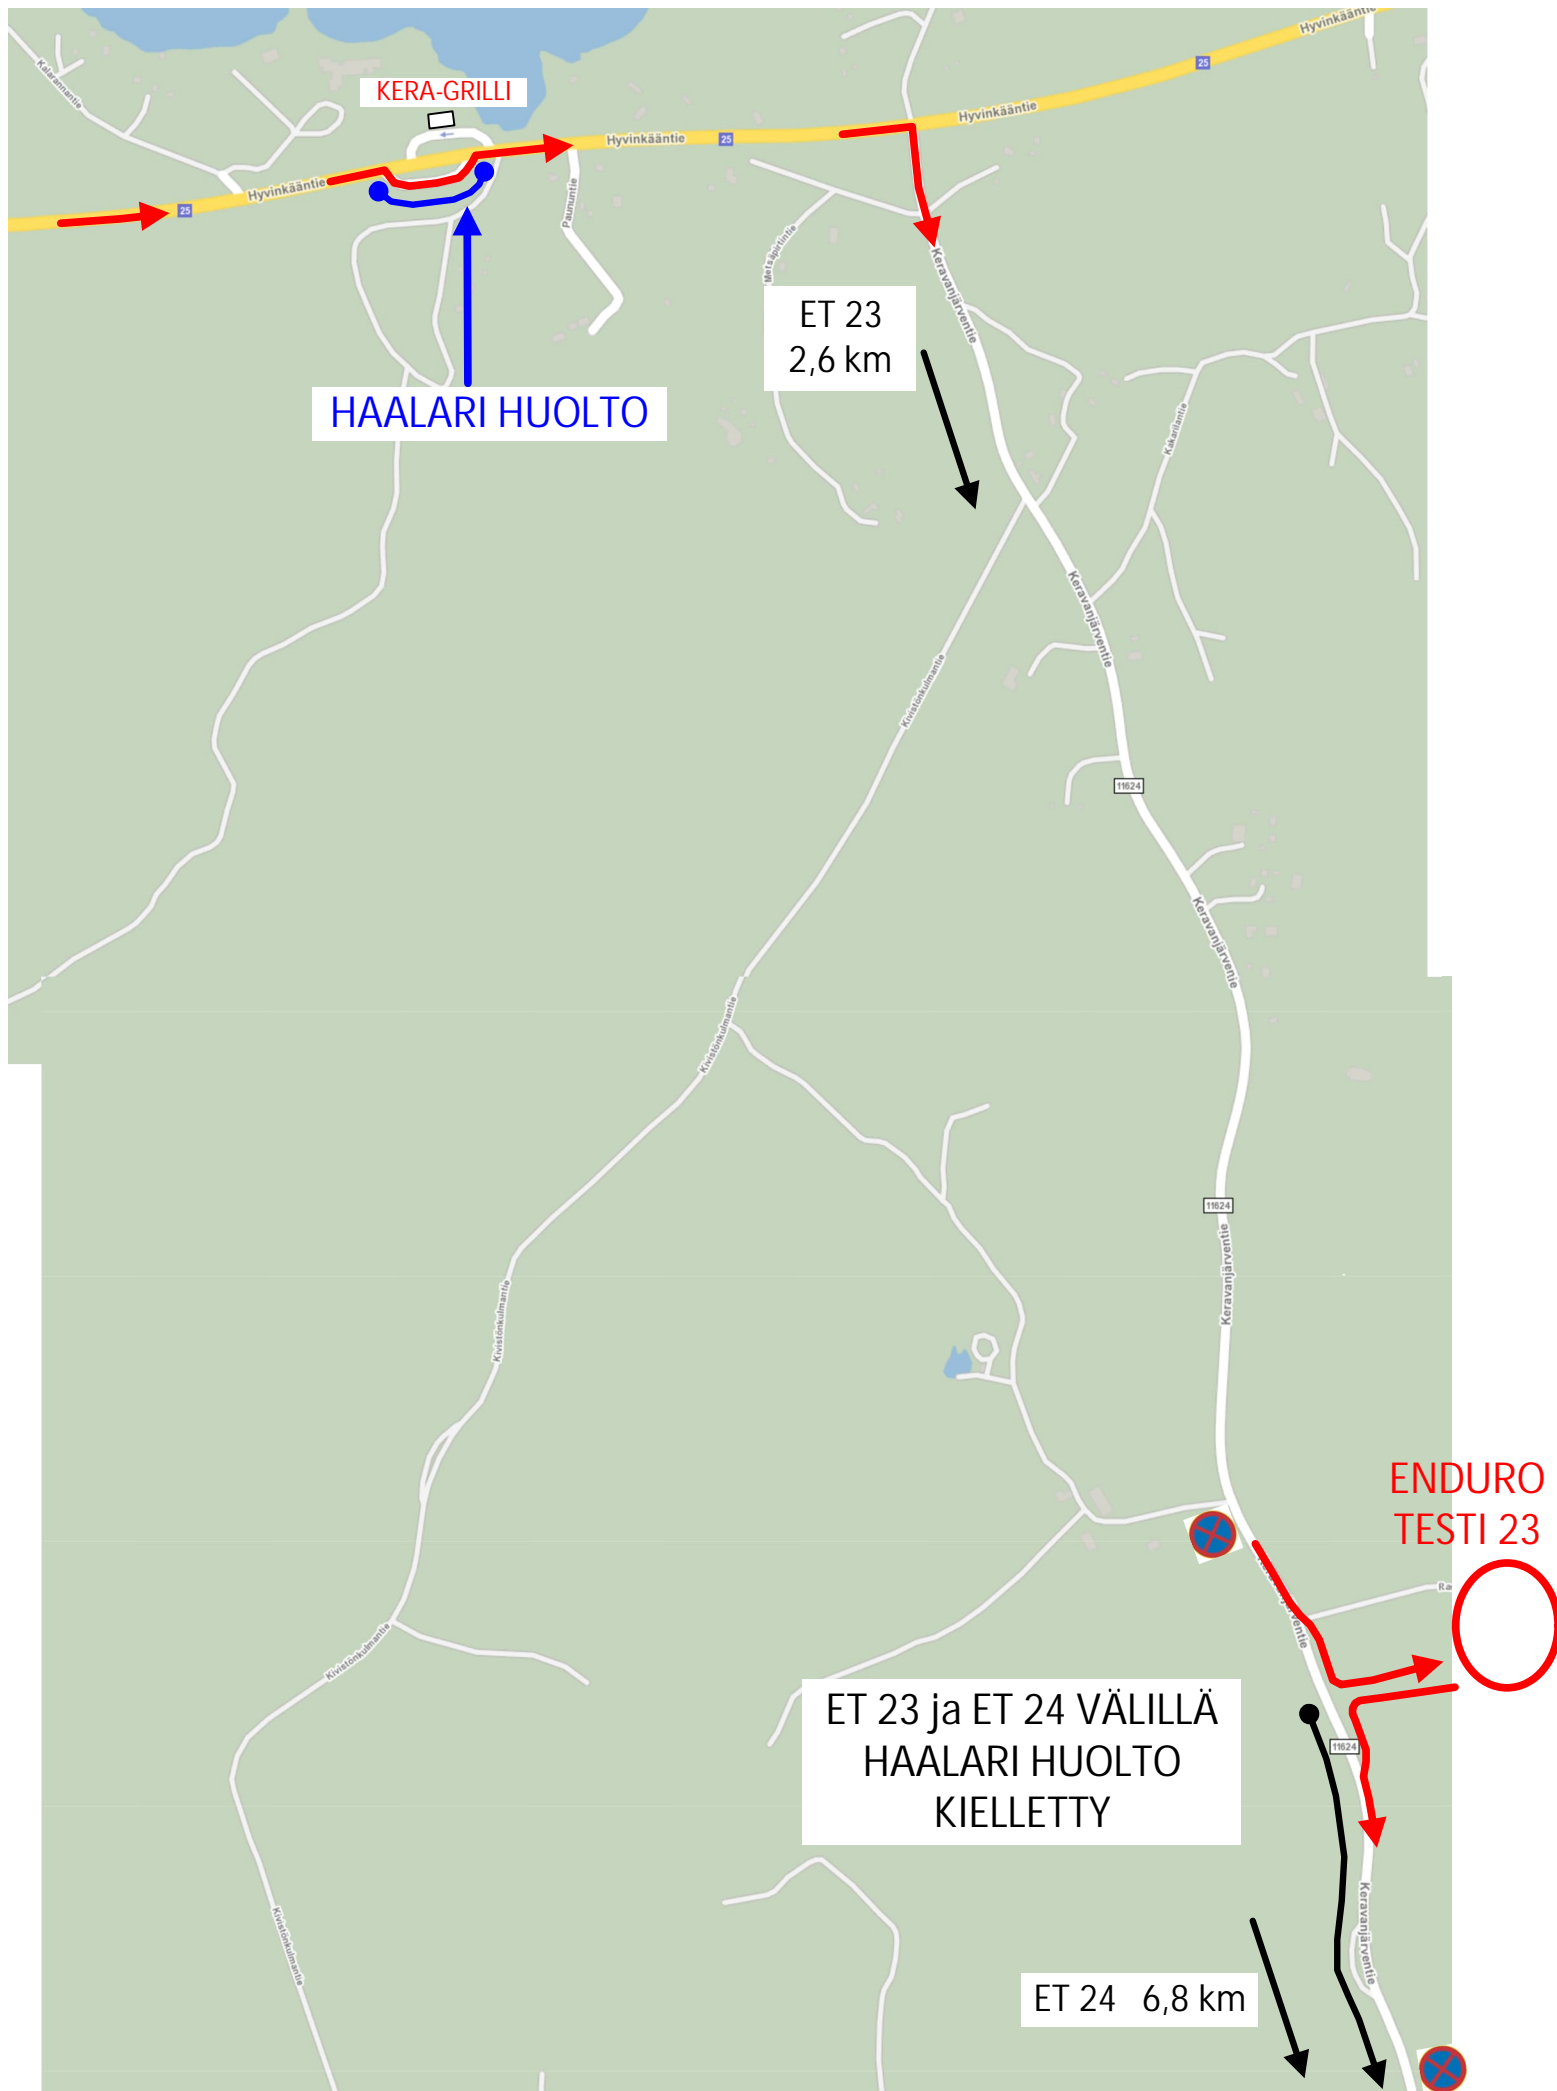 Hyvinkääntie
25
Kalarannantie
KERA-GRILLI
Hyvinkääntie
25
Hyvinkääntie
Hyvinkääntie
25
Paununtie
Metsäpirtintie
Keravanjärventie
ET 23
2,6 km
HAALARI HUOLTO
Kakarilantie
Keravanjärventie
Kivistönkulmantie
11624
Keravanjärventie
Kivistönkulmantie
11624
Keravanjärventie
Kivistönkulmantie
ENDURO
TESTI 23
Keravanjärventie
Ra
Kivistönkulmantie
ET 23 ja ET 24 VÄLILLÄ
HAALARI HUOLTO
KIELLETTY
11624
Keravanjärventie
Kivistönkulmantie
ET 24 6,8 km